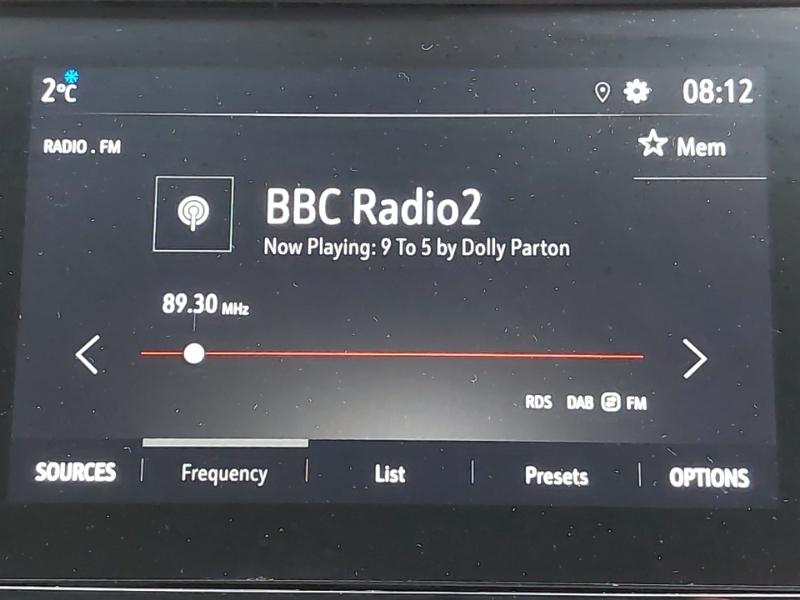 2°C
08:12
RADIO . FM
Mem
BBC Radio2
Now Playing: 9 To 5 by Dolly Parton
89.30 MHz
RDS DAB FM
SOURCES Frequency List Presets OPTIONS